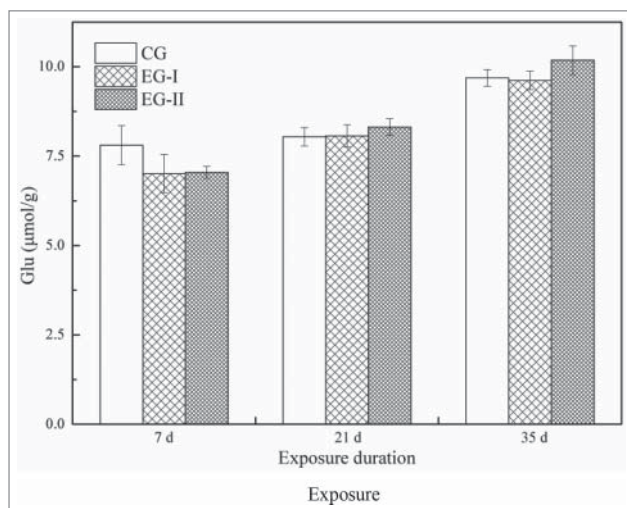 CG
EG-I
EG-II
10.0
7.5
5.0
2.5
0.0
Glu (μmol/g)
7 d 21 d 35 d
Exposure duration
Exposure